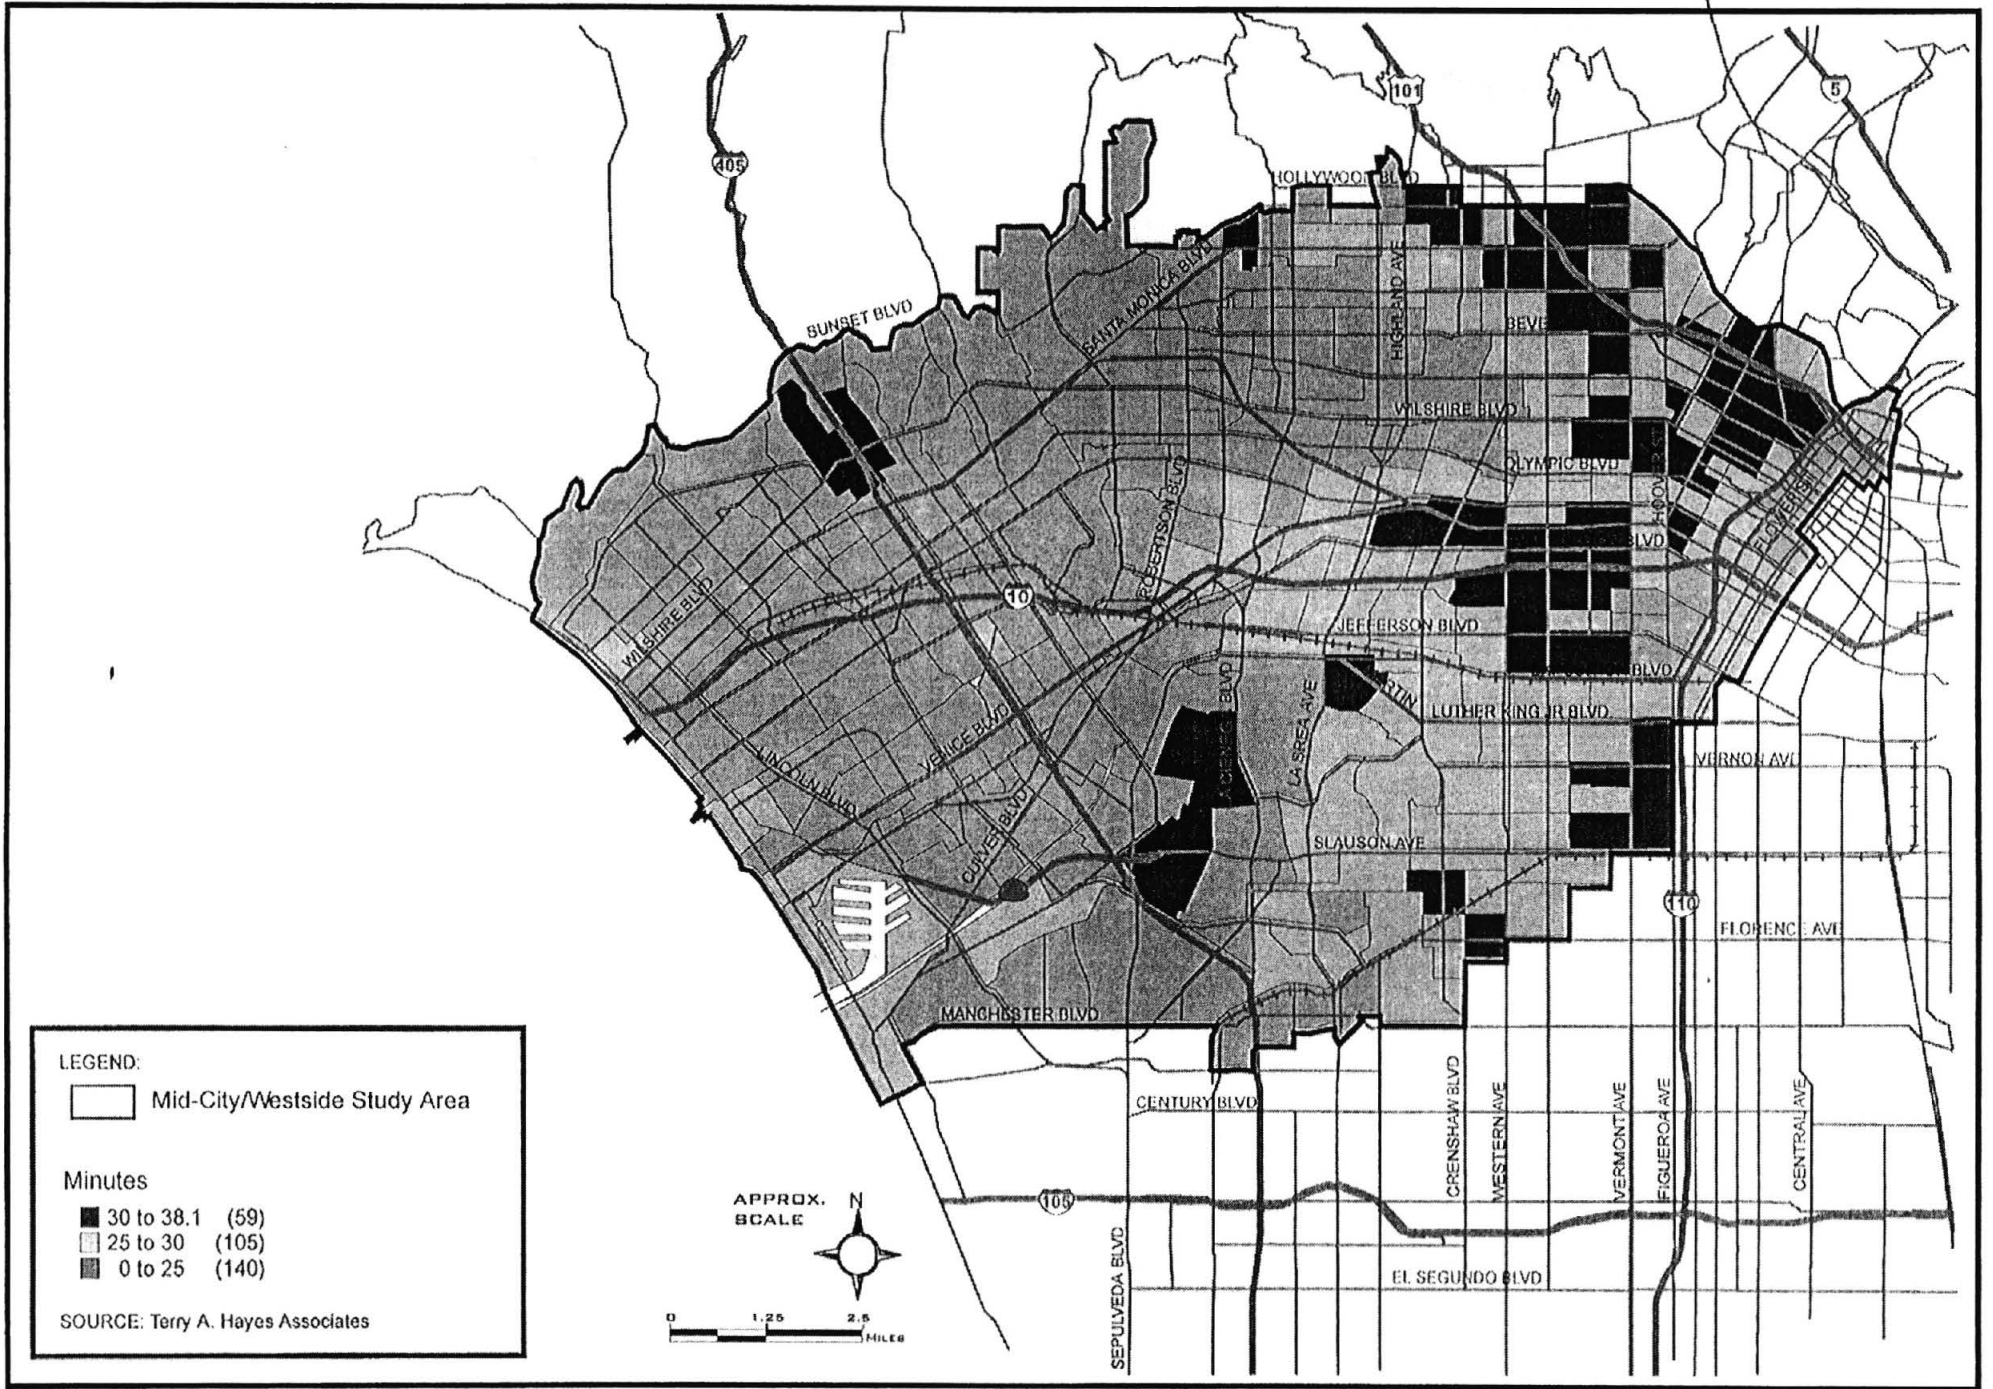 101
5
405
HOLLYWOOD BLVD
SUNSET BLVD
SANTA MONICA BLVD
HIGHLAND AVE
WILSHIRE BLVD
OLYMPIC BLVD
HOOVER ST
FLOWER ST
ROBERTSON BLVD
BLVD
10
WILSHIRE BLVD
JEFFERSON BLVD
BLVD
MARTIN
LUTHER KING JR BLVD
LA BREA AVE
VENICE BLVD
LINCOLN BLVD
CULVER BLVD
VERNON AVE
SLAUSON AVE
110
FLORENCE AVE
MANCHESTER BLVD
CENTURY BLVD
CRENSHAW BLVD
WESTERN AVE
VERMONT AVE
FIGUEROA AVE
CENTRAL AVE
105
SEPULVEDA BLVD
EL SEGUNDO BLVD
LEGEND:
Mid-City/Westside Study Area
Minutes
30 to 38.1 (59)
25 to 30 (105)
0 to 25 (140)
SOURCE: Terry A. Hayes Associates
APPROX.
SCALE
N
0 1.25 2.5
MILES